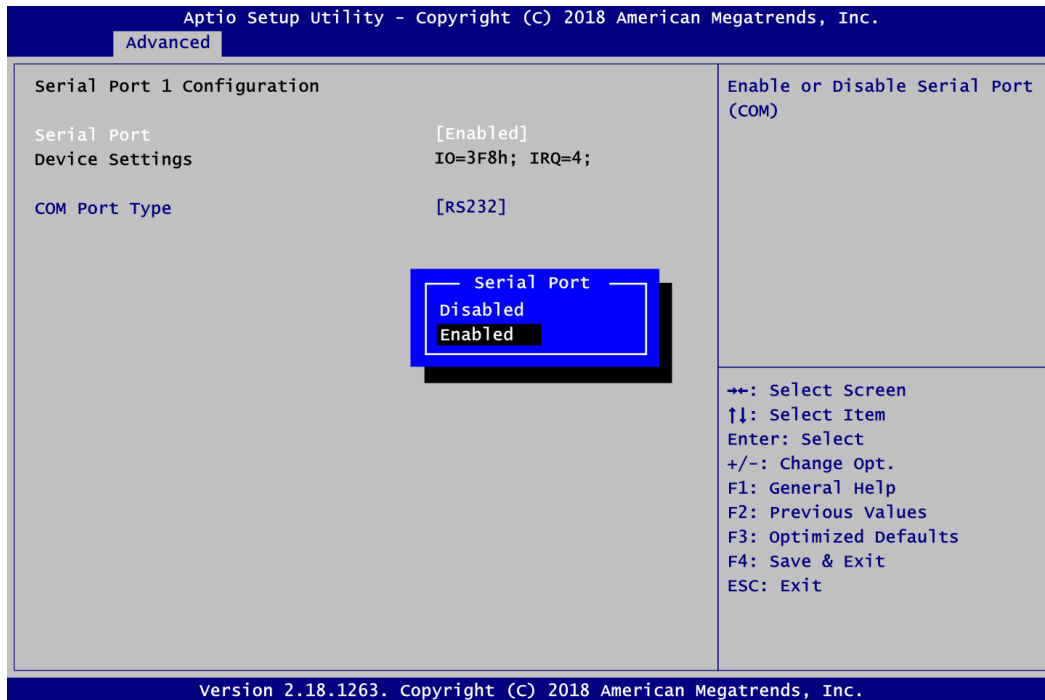 Aptio Setup Utility – Copyright (C) 2018 American Megatrends, Inc.
Advanced
Serial Port 1 Configuration
Serial Port [Enabled]
Device Settings IO=3F8h; IRQ=4;
COM Port Type [RS232]
Serial Port
Disabled
Enabled
Enable or Disable Serial Port
(COM)
→←: Select Screen
↑↓: Select Item
Enter: Select
+/-: Change Opt.
F1: General Help
F2: Previous Values
F3: Optimized Defaults
F4: Save & Exit
ESC: Exit
Version 2.18.1263. Copyright (C) 2018 American Megatrends, Inc.